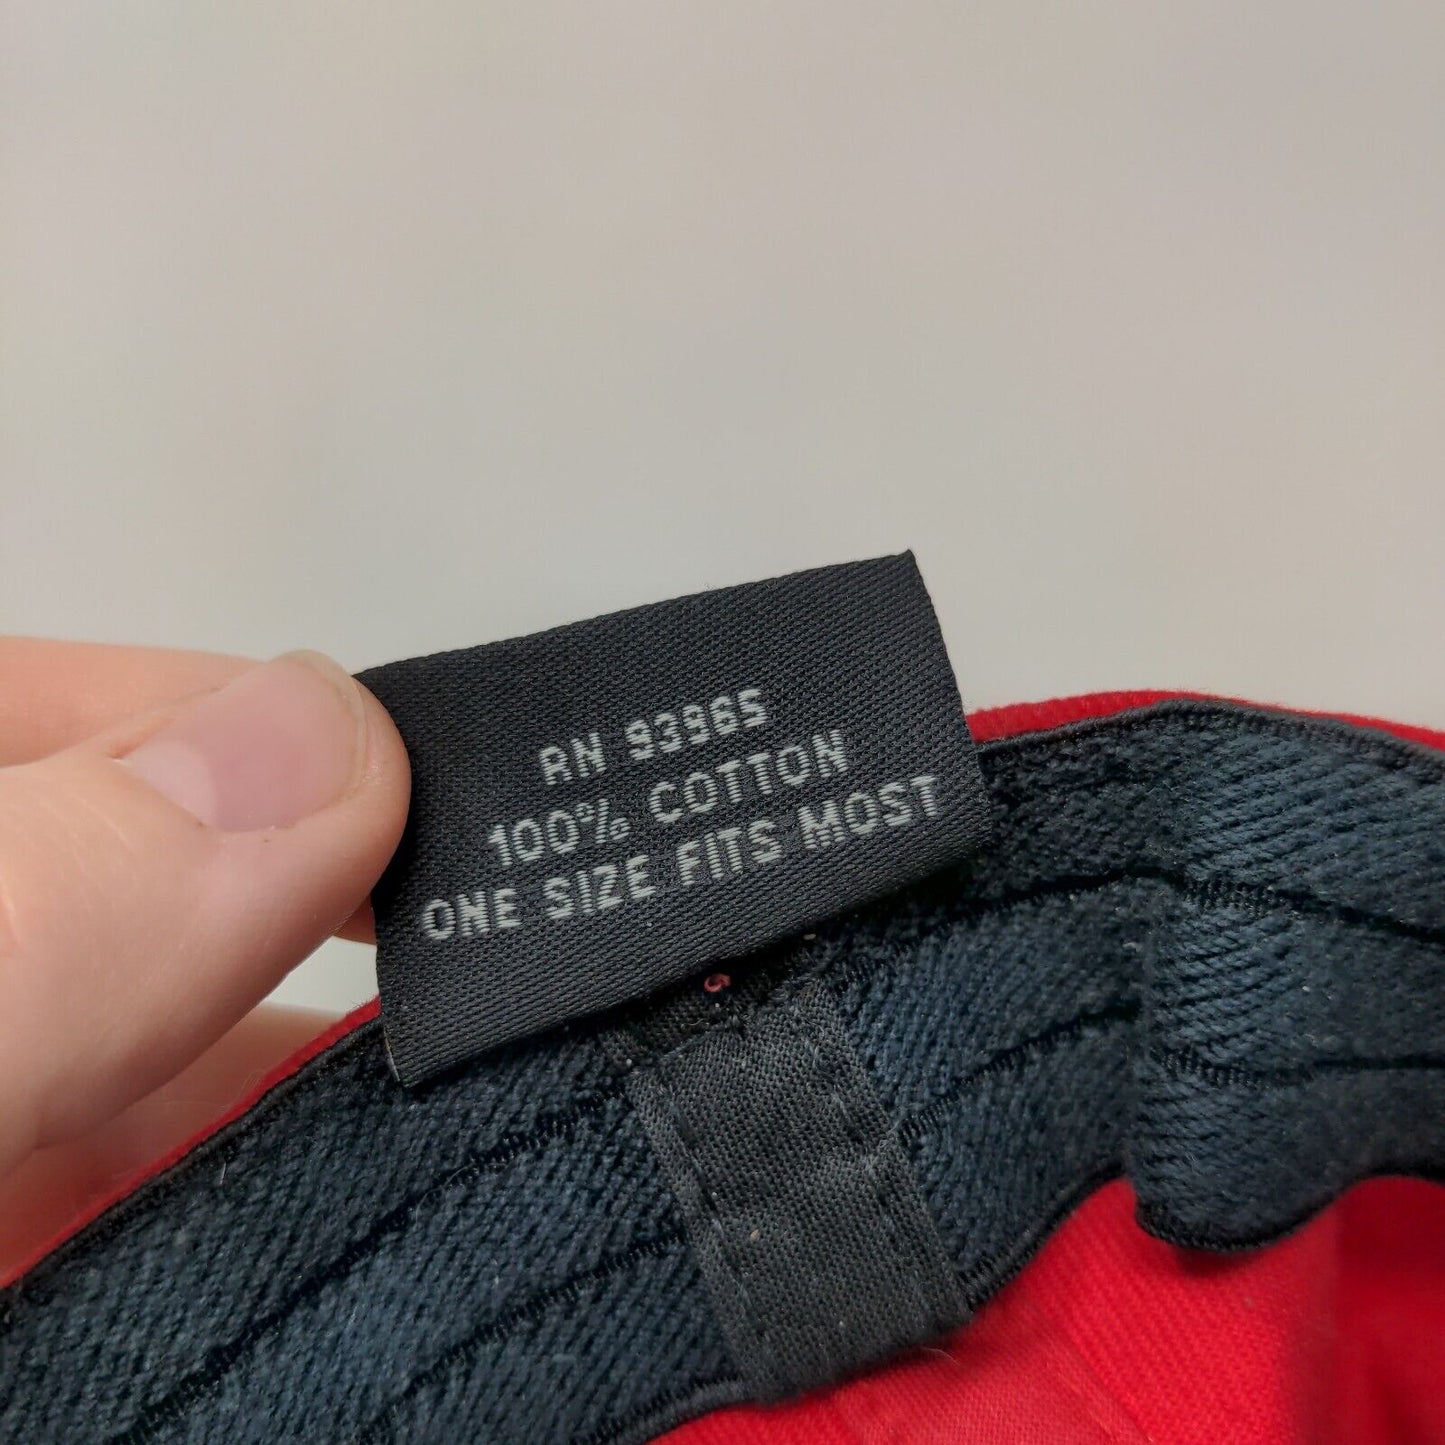 RN 93965
100% COTTON
ONE SIZE FITS MOST